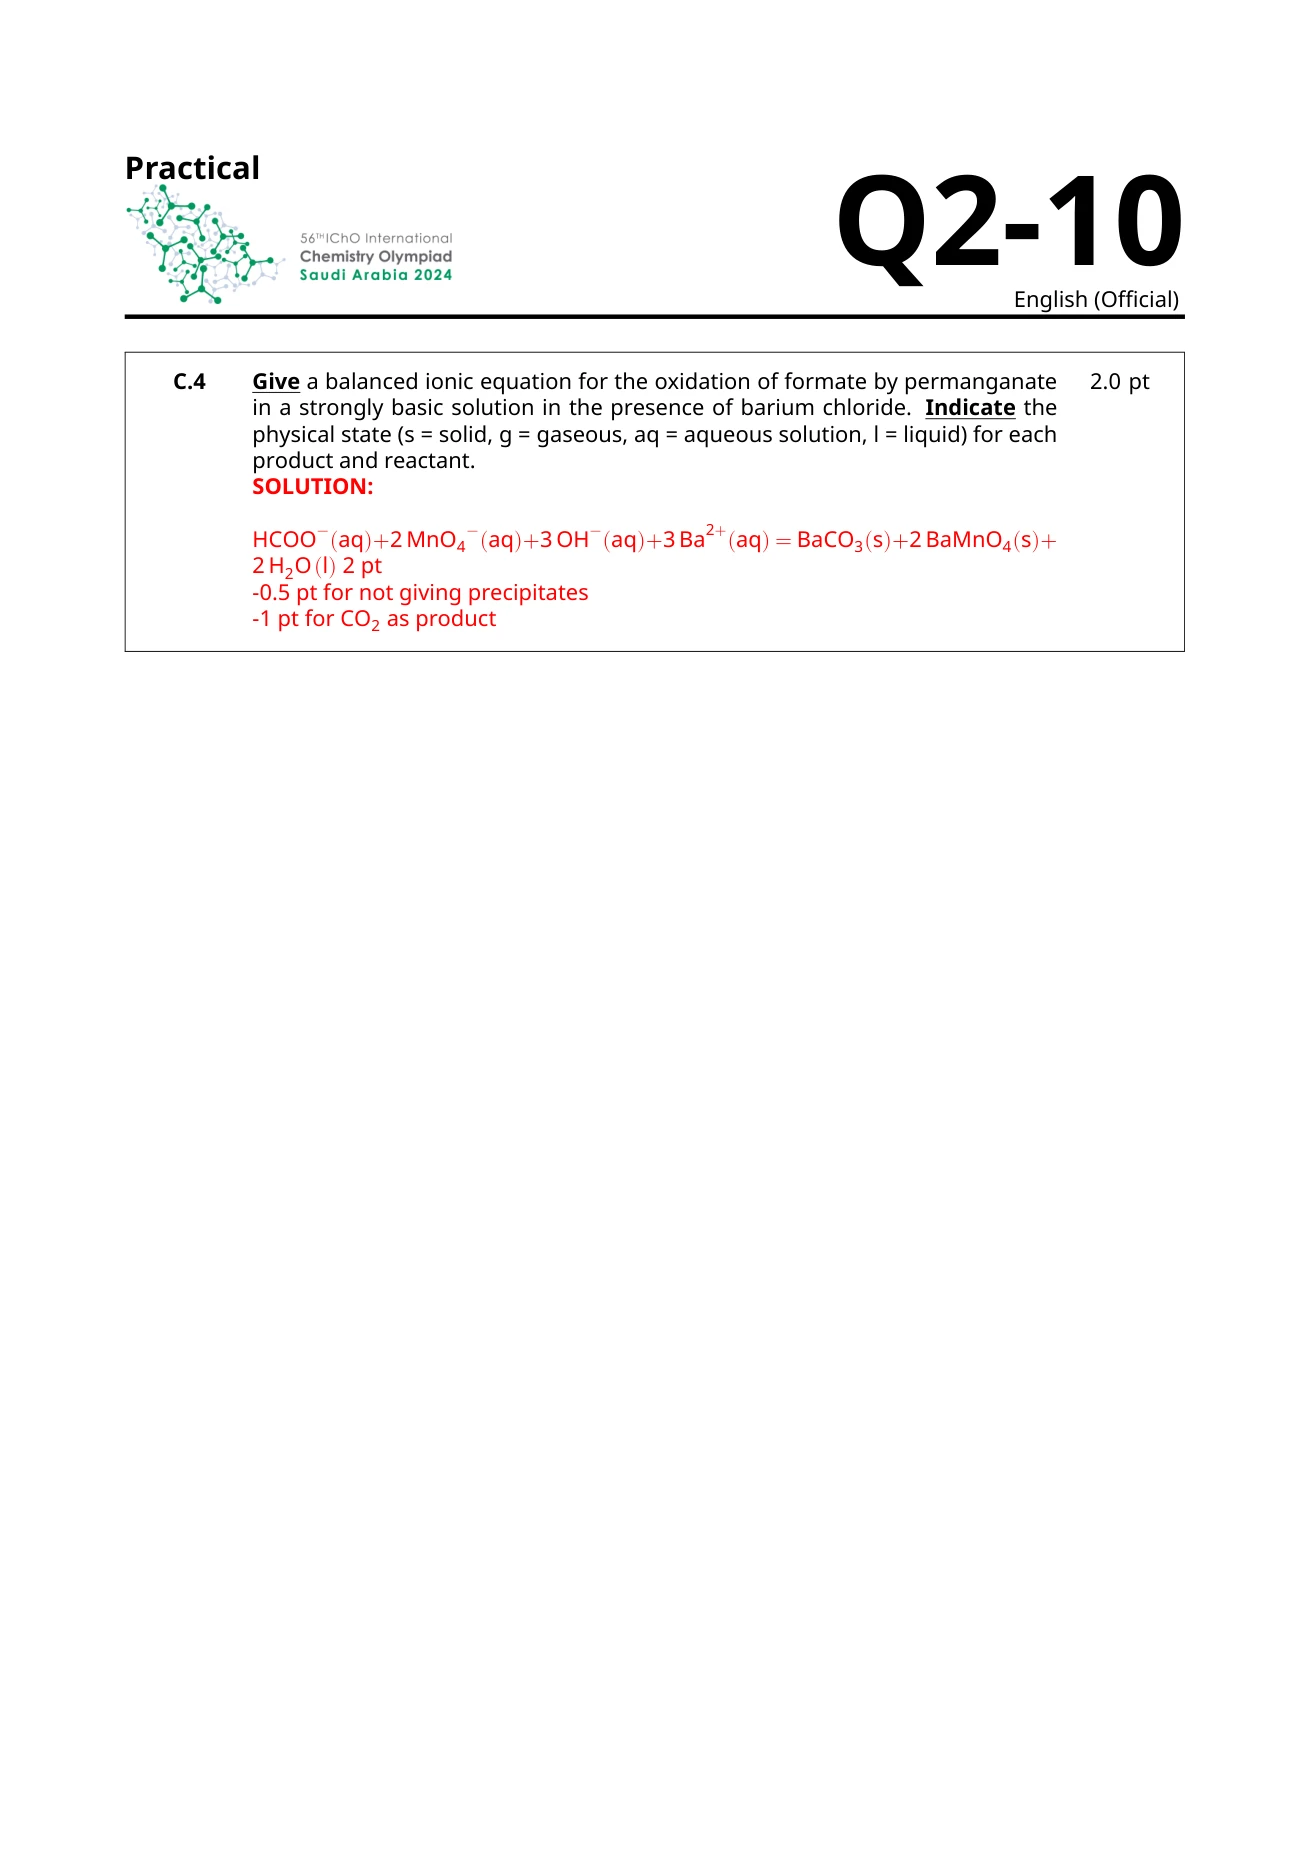 Practical
56ᵀᴴIChO International
Chemistry Olympiad
Saudi Arabia 2024
Q2-10
English (Official)
C.4 Give a balanced ionic equation for the oxidation of formate by permanganate 2.0 pt
in a strongly basic solution in the presence of barium chloride. Indicate the
physical state (s = solid, g = gaseous, aq = aqueous solution, l = liquid) for each
product and reactant.
SOLUTION:
HCOO⁻(aq)+2 MnO₄⁻(aq)+3 OH⁻(aq)+3 Ba²⁺(aq) = BaCO₃(s)+2 BaMnO₄(s)+
2 H₂O (l) 2 pt
-0.5 pt for not giving precipitates
-1 pt for CO₂ as product